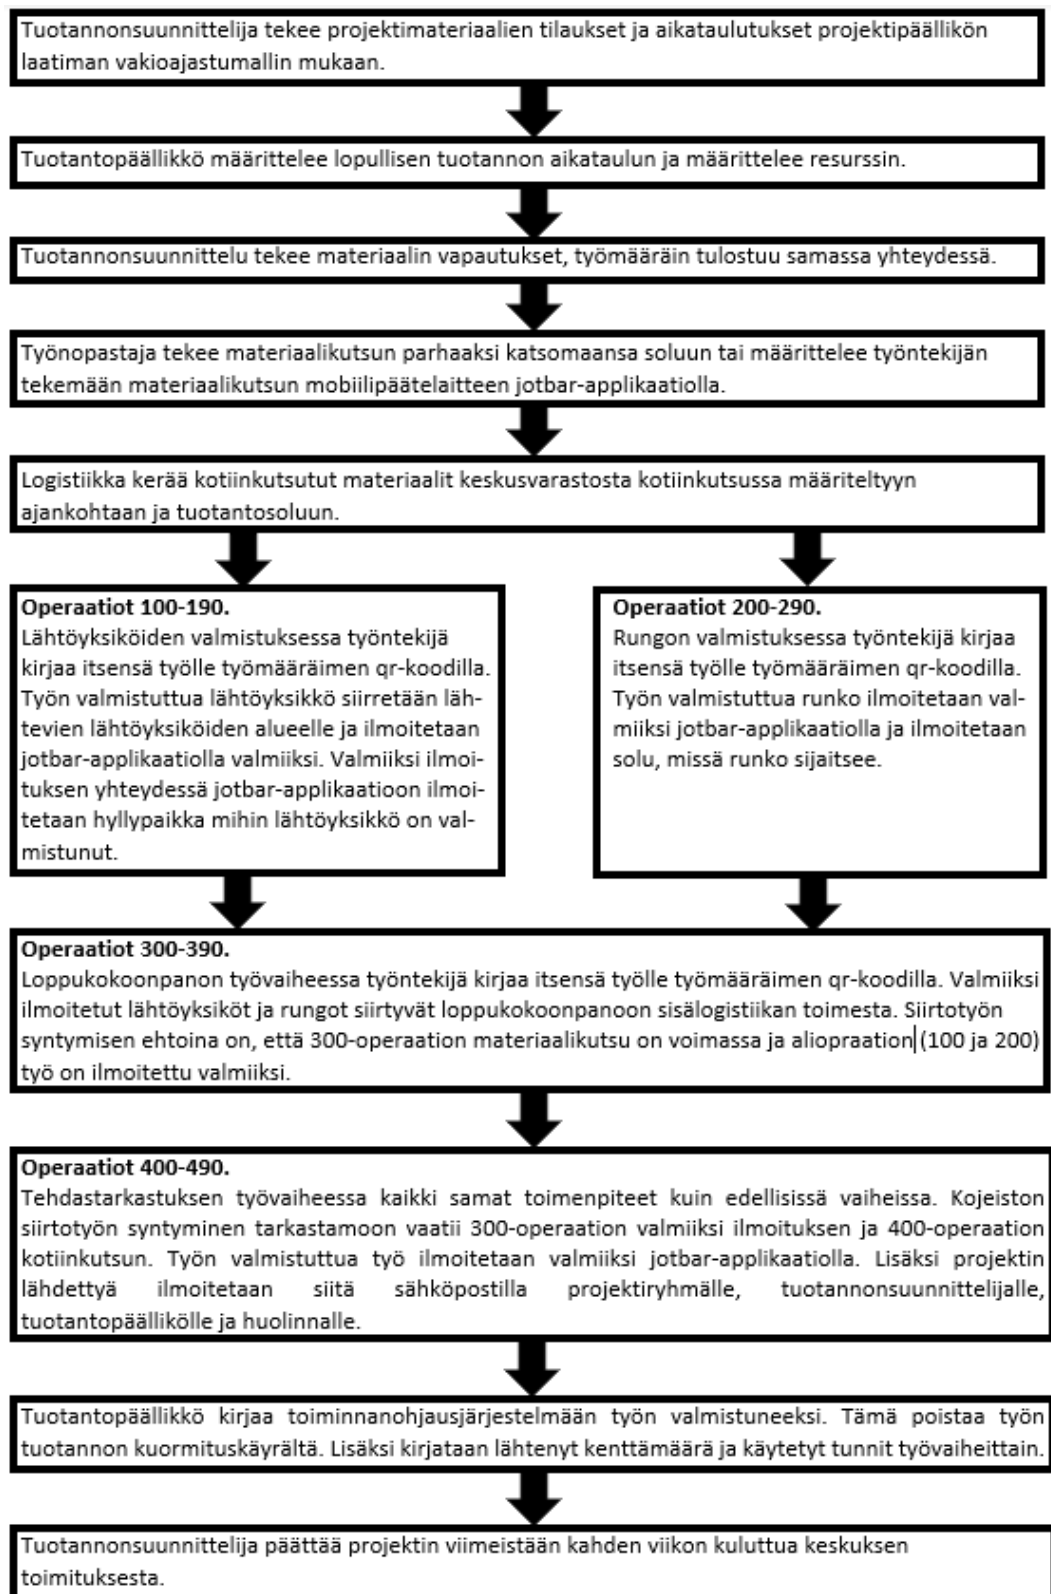 Tuotannonsuunnittelija tekee projektimateriaalien tilaukset ja aikataulutukset projektipäällikön
laatiman vakioajastumallin mukaan.
Tuotantopäällikkö määrittelee lopullisen tuotannon aikataulun ja määrittelee resurssin.
Tuotannonsuunnittelu tekee materiaalin vapautukset, työmääräin tulostuu samassa yhteydessä.
Työnopastaja tekee materiaalikutsun parhaaksi katsomaansa soluun tai määrittelee työntekijän
tekemään materiaalikutsun mobiilipäätelaitteen jotbar-applikaatiolla.
Logistiikka kerää kotiinkutsutut materiaalit keskusvarastosta kotiinkutsussa määriteltyyn
ajankohtaan ja tuotantosoluun.
Operaatiot 100-190.
Lähtöyksiköiden valmistuksessa työntekijä
kirjaa itsensä työlle työmääräimen qr-koodilla.
Työn valmistuttua lähtöyksikkö siirretään läh-
tevien lähtöyksiköiden alueelle ja ilmoitetaan
jotbar-applikaatiolla valmiiksi. Valmiiksi ilmoi-
tuksen yhteydessä jotbar-applikaatioon ilmoi-
tetaan hyllypaikka mihin lähtöyksikkö on val-
mistunut.
Operaatiot 200-290.
Rungon valmistuksessa työntekijä kirjaa
itsensä työlle työmääräimen qr-koodilla.
Työn valmistuttua runko ilmoitetaan val-
miiksi jotbar-applikaatiolla ja ilmoitetaan
solu, missä runko sijaitsee.
Operaatiot 300-390.
Loppukokoonpanon työvaiheessa työntekijä kirjaa itsensä työlle työmääräimen qr-koodilla. Valmiiksi
ilmoitetut lähtöyksiköt ja rungot siirtyvät loppukokoonpanoon sisälogistiikan toimesta. Siirtotyön
syntymisen ehtoina on, että 300-operaation materiaalikutsu on voimassa ja aliopraation (100 ja 200)
työ on ilmoitettu valmiiksi.
Operaatiot 400-490.
Tehdastarkastuksen työvaiheessa kaikki samat toimenpiteet kuin edellisissä vaiheissa. Kojeiston
siirtotyön syntyminen tarkastamoon vaatii 300-operaation valmiiksi ilmoituksen ja 400-operaation
kotiinkutsun. Työn valmistuttua työ ilmoitetaan valmiiksi jotbar-applikaatiolla. Lisäksi projektin
lähdettyä ilmoitetaan siitä sähköpostilla projektiryhmälle, tuotannonsuunnittelijalle,
tuotantopäällikölle ja huolinnalle.
Tuotantopäällikkö kirjaa toiminnanohjausjärjestelmään työn valmistuneeksi. Tämä poistaa työn
tuotannon kuormituskäyrältä. Lisäksi kirjataan lähtenyt kenttämäärä ja käytetyt tunnit työvaiheittain.
Tuotannonsuunnittelija päättää projektin viimeistään kahden viikon kuluttua keskuksen
toimituksesta.